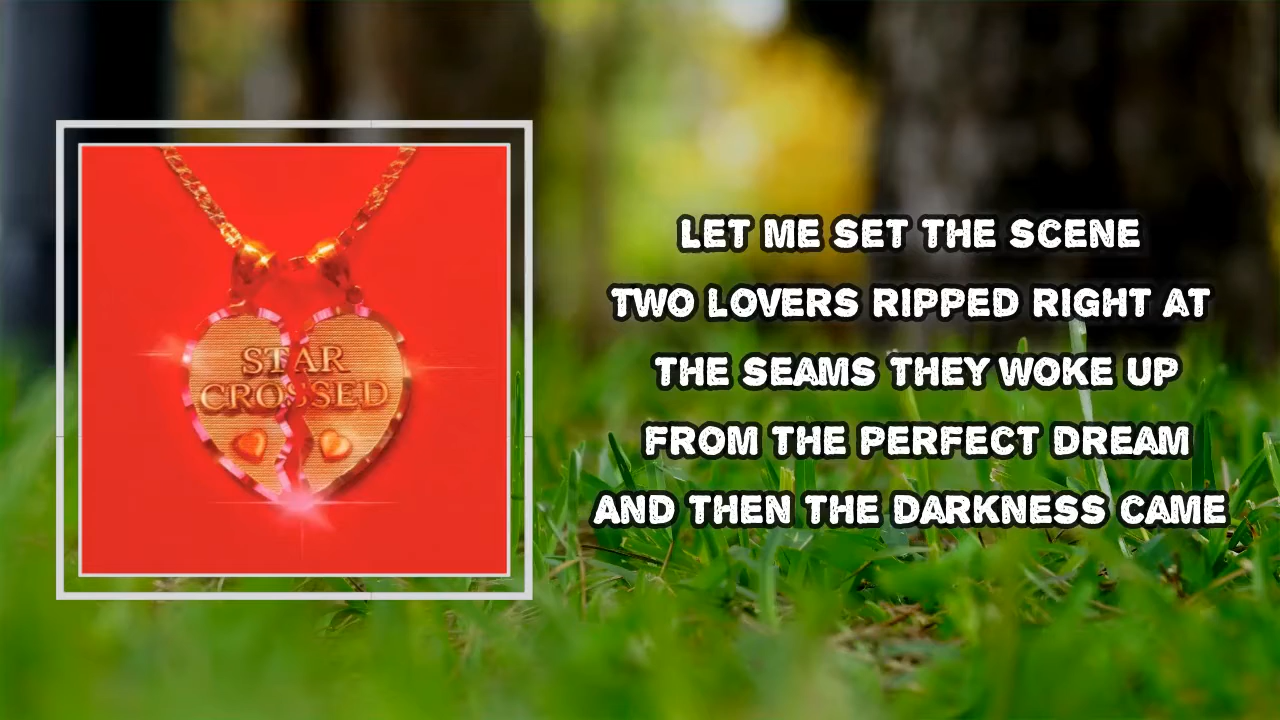 STAR
CROSSED
LET ME SET THE SCENE
TWO LOVERS RIPPED RIGHT AT
THE SEAMS THEY WOKE UP
FROM THE PERFECT DREAM
AND THEN THE DARKNESS CAME